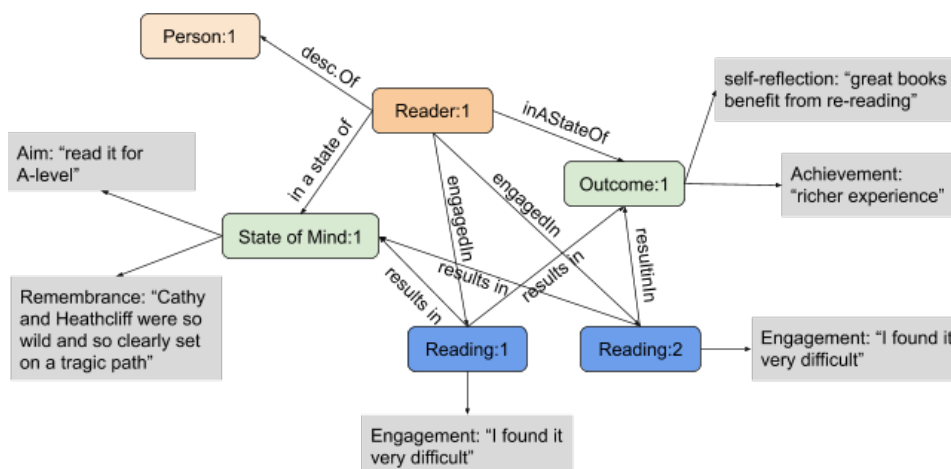 Person:1
desc.Of
Reader:1
inAStateOf
self-reflection: “great books
benefit from re-reading”
Aim: “read it for
A-level”
in a state of
engagedIn
engagedIn
Outcome:1
Achievement:
“richer experience”
State of Mind:1
results in
results in
results in
resultinIn
Remembrance: “Cathy
and Heathcliff were so
wild and so clearly set
on a tragic path”
Reading:1
Reading:2
Engagement: “I found it
very difficult”
Engagement: “I found it
very difficult”